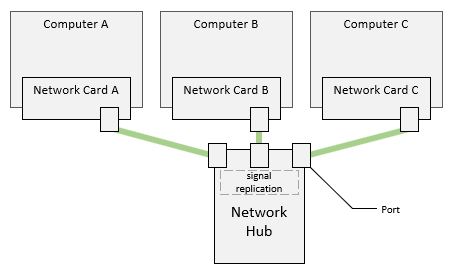 Computer A
Computer B
Computer C
Network Card A
Network Card B
Network Card C
signal
replication
Network
Hub
Port